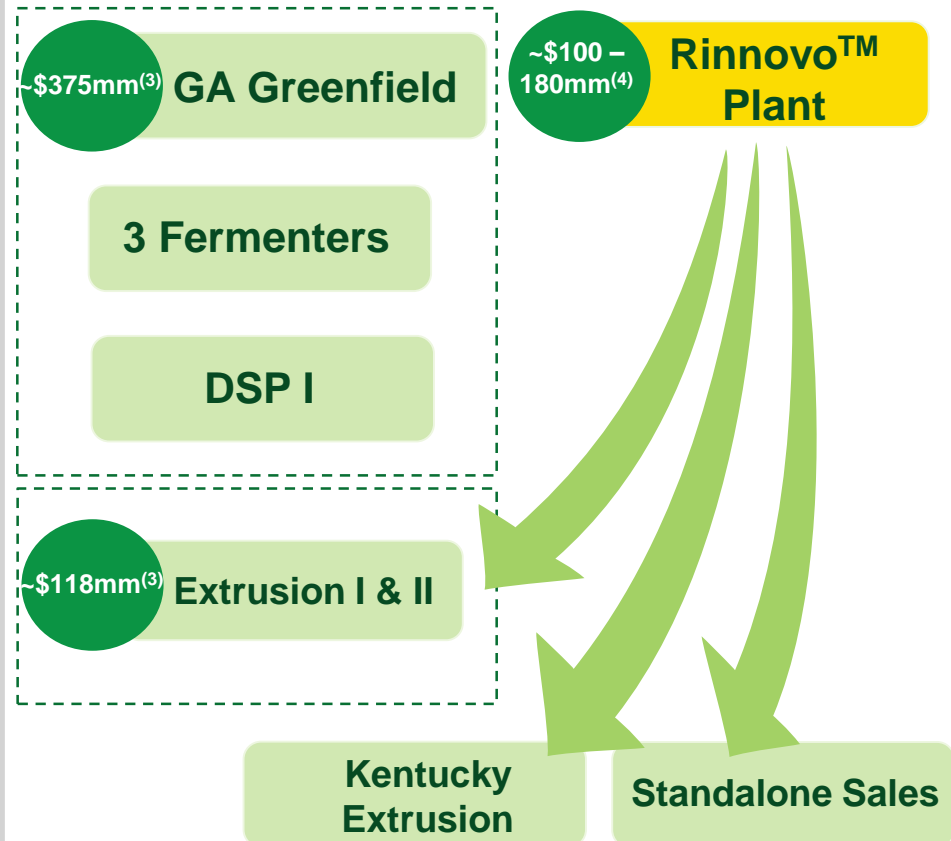 ~$375mm(3)
GA Greenfield
~$100 –
180mm(4)
Rinnovo™
Plant
3 Fermenters
DSP I
~$118mm(3)
Extrusion I & II
Kentucky
Extrusion
Standalone Sales